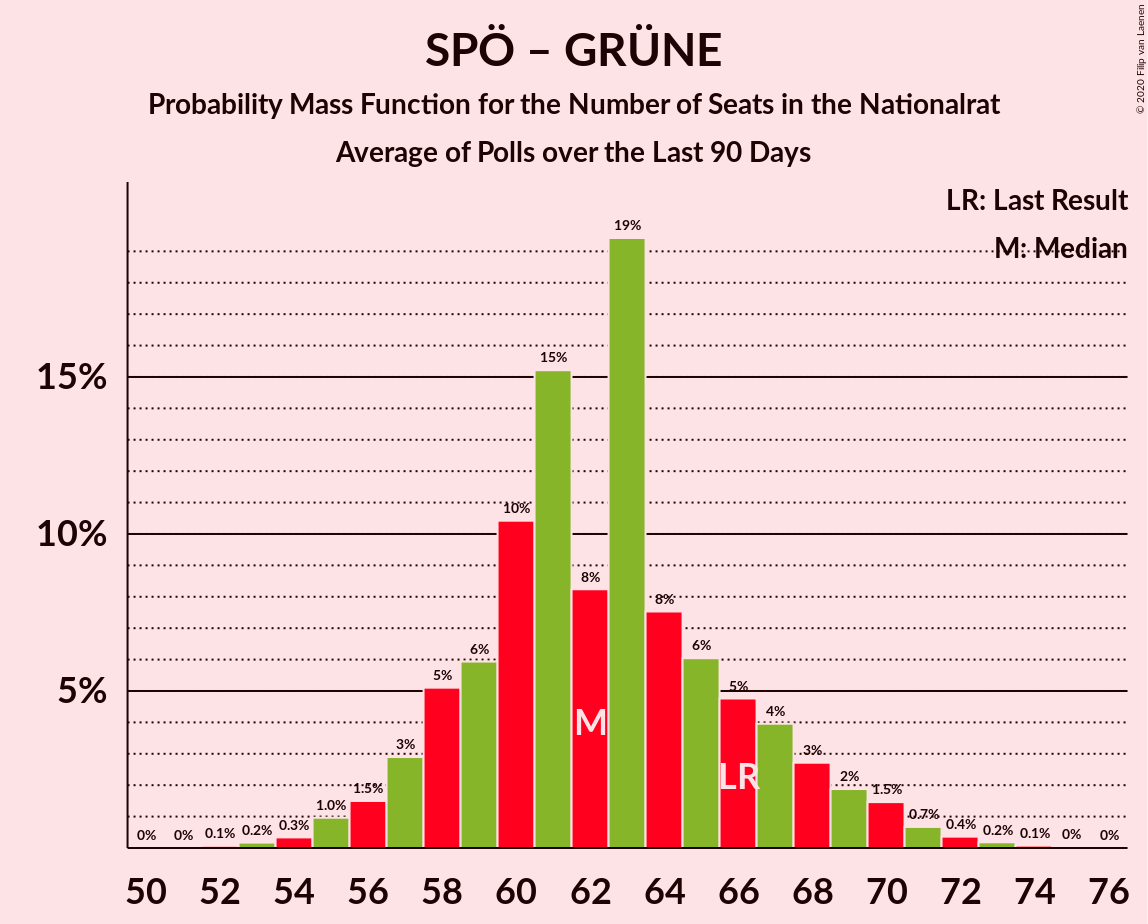 SPÖ – GRÜNE
Probability Mass Function for the Number of Seats in the Nationalrat
Average of Polls over the Last 90 Days
© 2020 Filip van Laenen
LR: Last Result
M: Median
15%
10%
5%
0% 0% 0.1% 0.2% 0.3% 1.0% 1.5% 3% 5% 6% 10% 15% 8% 19% 8% 6% 5% 4% 3% 2% 1.5% 0.7% 0.4% 0.2% 0.1% 0% 0%
M
LR
50 52 54 56 58 60 62 64 66 68 70 72 74 76